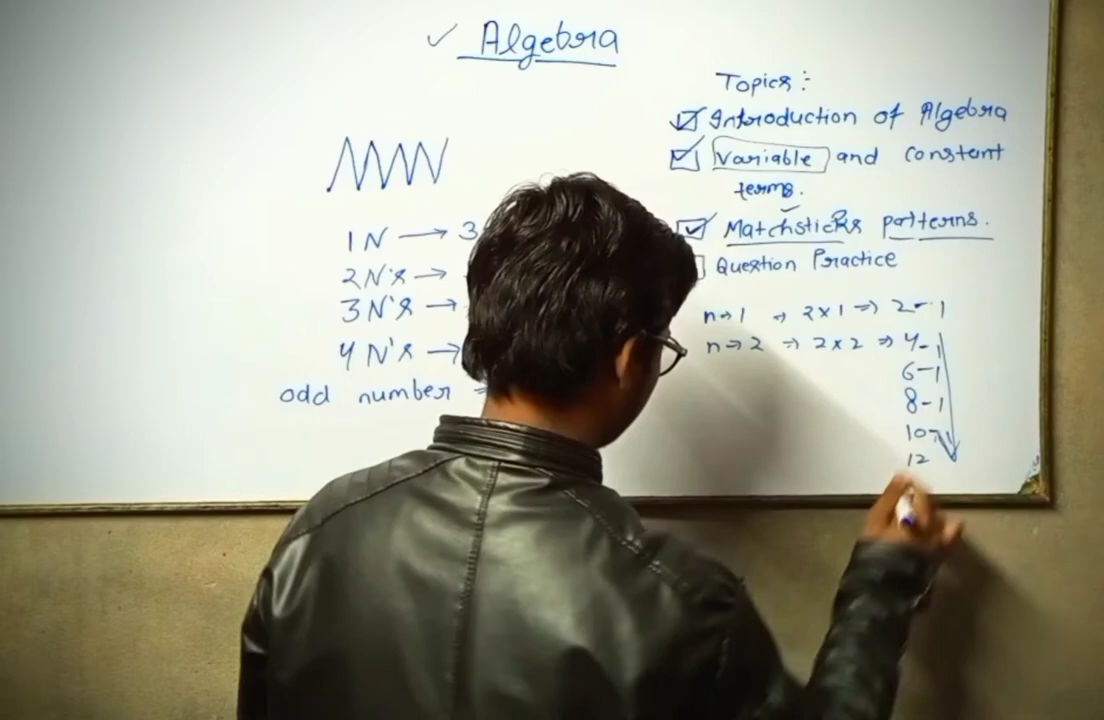 Algebra
Topics:
Introduction of Algebra
Variable and constant
terms.
Matchsticks patterns.
Question Practice
1N → 3
2N's →
3N's →
4N's →
odd number =
n→1 → 2×1 ⇒ 2-1
n→2 ⇒ 2×2 ⇒ 4-1
6-1
8-1
10-
12